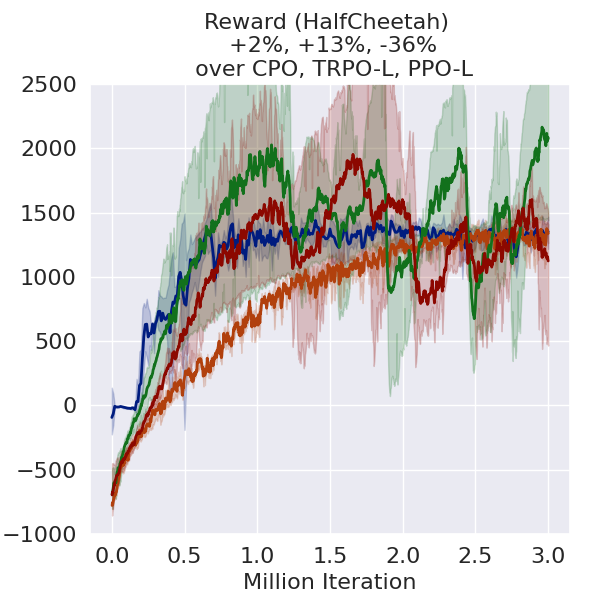 Reward (HalfCheetah)
+2%, +13%, -36%
over CPO, TRPO-L, PPO-L
2500
2000
1500
1000
500
0
−500
−1000
0.0 0.5 1.0 1.5 2.0 2.5 3.0
Million Iteration